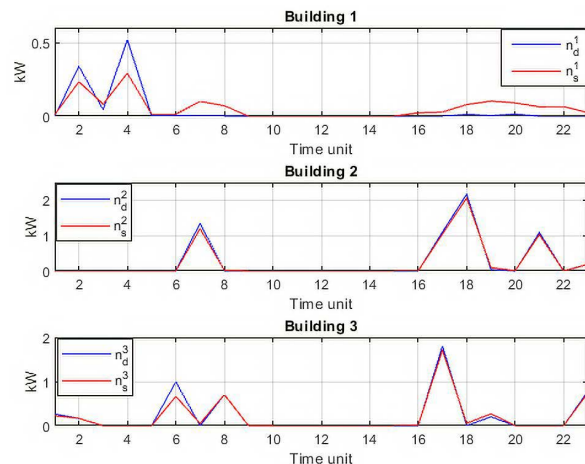 Building 1
0.5
0
kW
n_d^1
n_s^1
2 4 6 8 10 12 14 16 18 20 22
Time unit
Building 2
2
1
0
kW
n_d^2
n_s^2
2 4 6 8 10 12 14 16 18 20 22
Time unit
Building 3
2
1
0
kW
n_d^3
n_s^3
2 4 6 8 10 12 14 16 18 20 22
Time unit